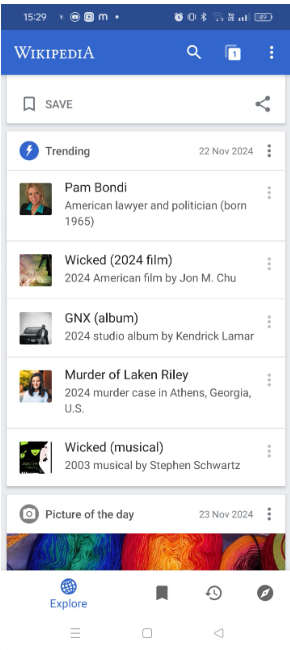 15:29
WIKIPEDIA
1
SAVE
Trending
22 Nov 2024
Pam Bondi
American lawyer and politician (born
1965)
Wicked (2024 film)
2024 American film by Jon M. Chu
GNX (album)
2024 studio album by Kendrick Lamar
Murder of Laken Riley
2024 murder case in Athens, Georgia,
U.S.
Wicked (musical)
2003 musical by Stephen Schwartz
Picture of the day
23 Nov 2024
Explore